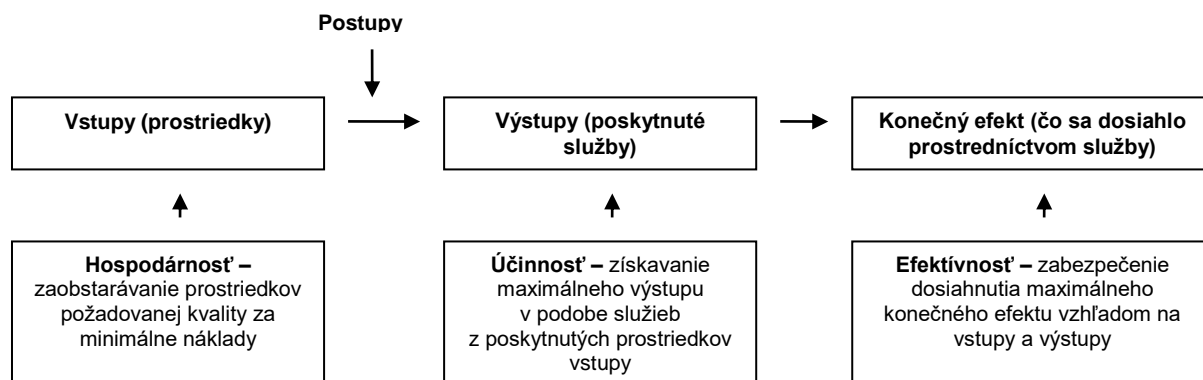 Postupy
Vstupy (prostriedky)
Výstupy (poskytnuté
služby)
Konečný efekt (čo sa dosiahlo
prostredníctvom služby)
Hospodárnosť –
zaobstarávanie prostriedkov
požadovanej kvality za
minimálne náklady
Účinnosť – získavanie
maximálneho výstupu
v podobe služieb
z poskytnutých prostriedkov
vstupy
Efektívnosť – zabezpečenie
dosiahnutia maximálneho
konečného efektu vzhľadom na
vstupy a výstupy